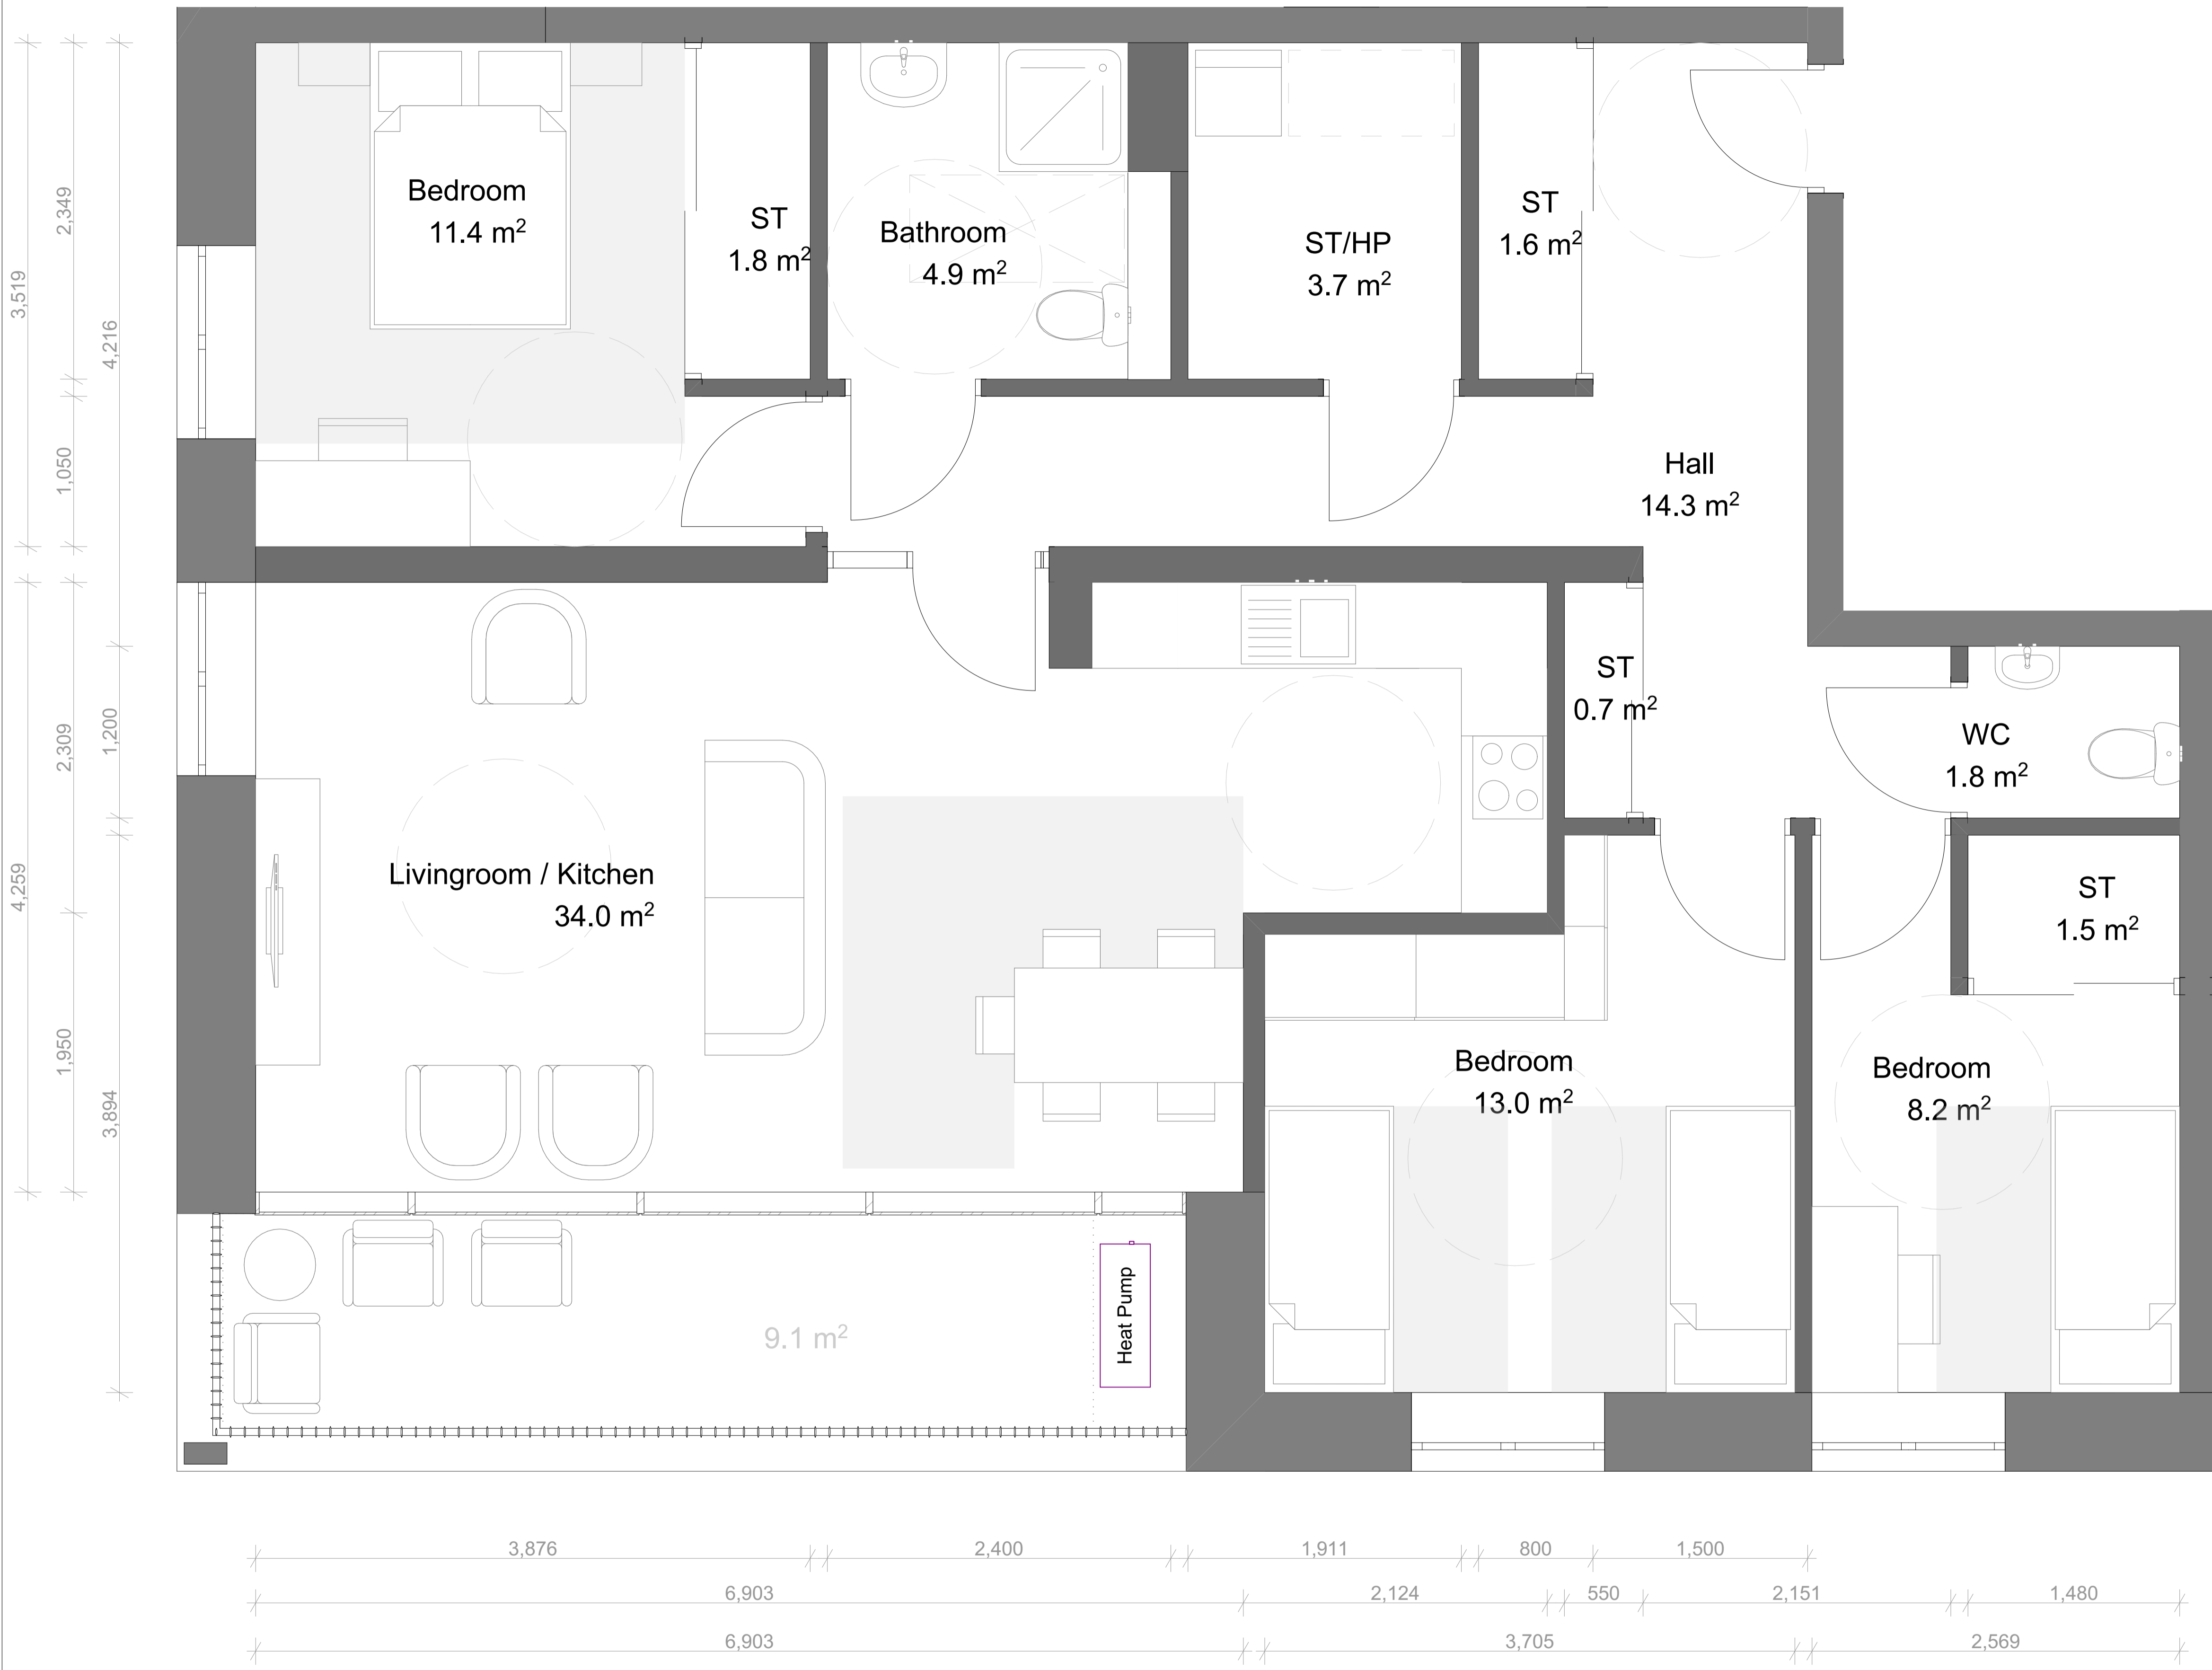 Bedroom
11.4 m²
ST
1.8 m²
Bathroom
4.9 m²
ST/HP
3.7 m²
ST
1.6 m²
Hall
14.3 m²
ST
0.7 m²
WC
1.8 m²
Livingroom / Kitchen
34.0 m²
ST
1.5 m²
Bedroom
13.0 m²
Bedroom
8.2 m²
9.1 m²
Heat Pump
3,519
4,259
2,349
1,050
2,309
1,950
4,216
1,200
3,894
3,876 2,400 1,911 800 1,500
6,903 2,124 550 2,151 1,480
6,903 3,705 2,569